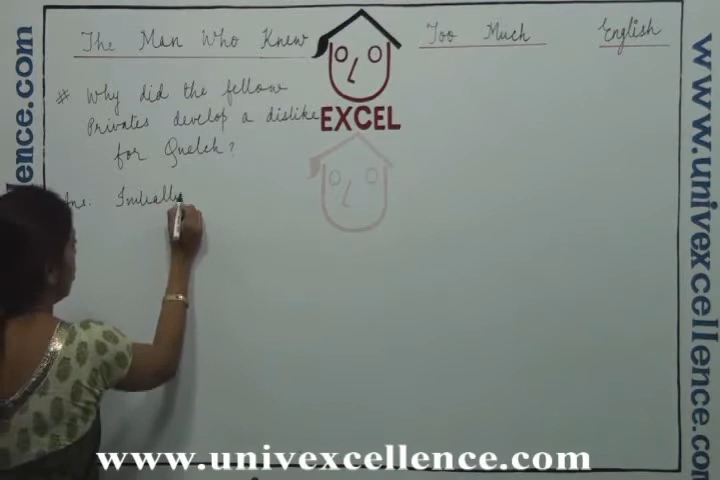 The Man Who Knew Too Much English
# Why did the fellow
Privates develop a dislike
for Quelch?
Ans. Initially
EXCEL
www.univexcellence.com
www.univexcellence.com